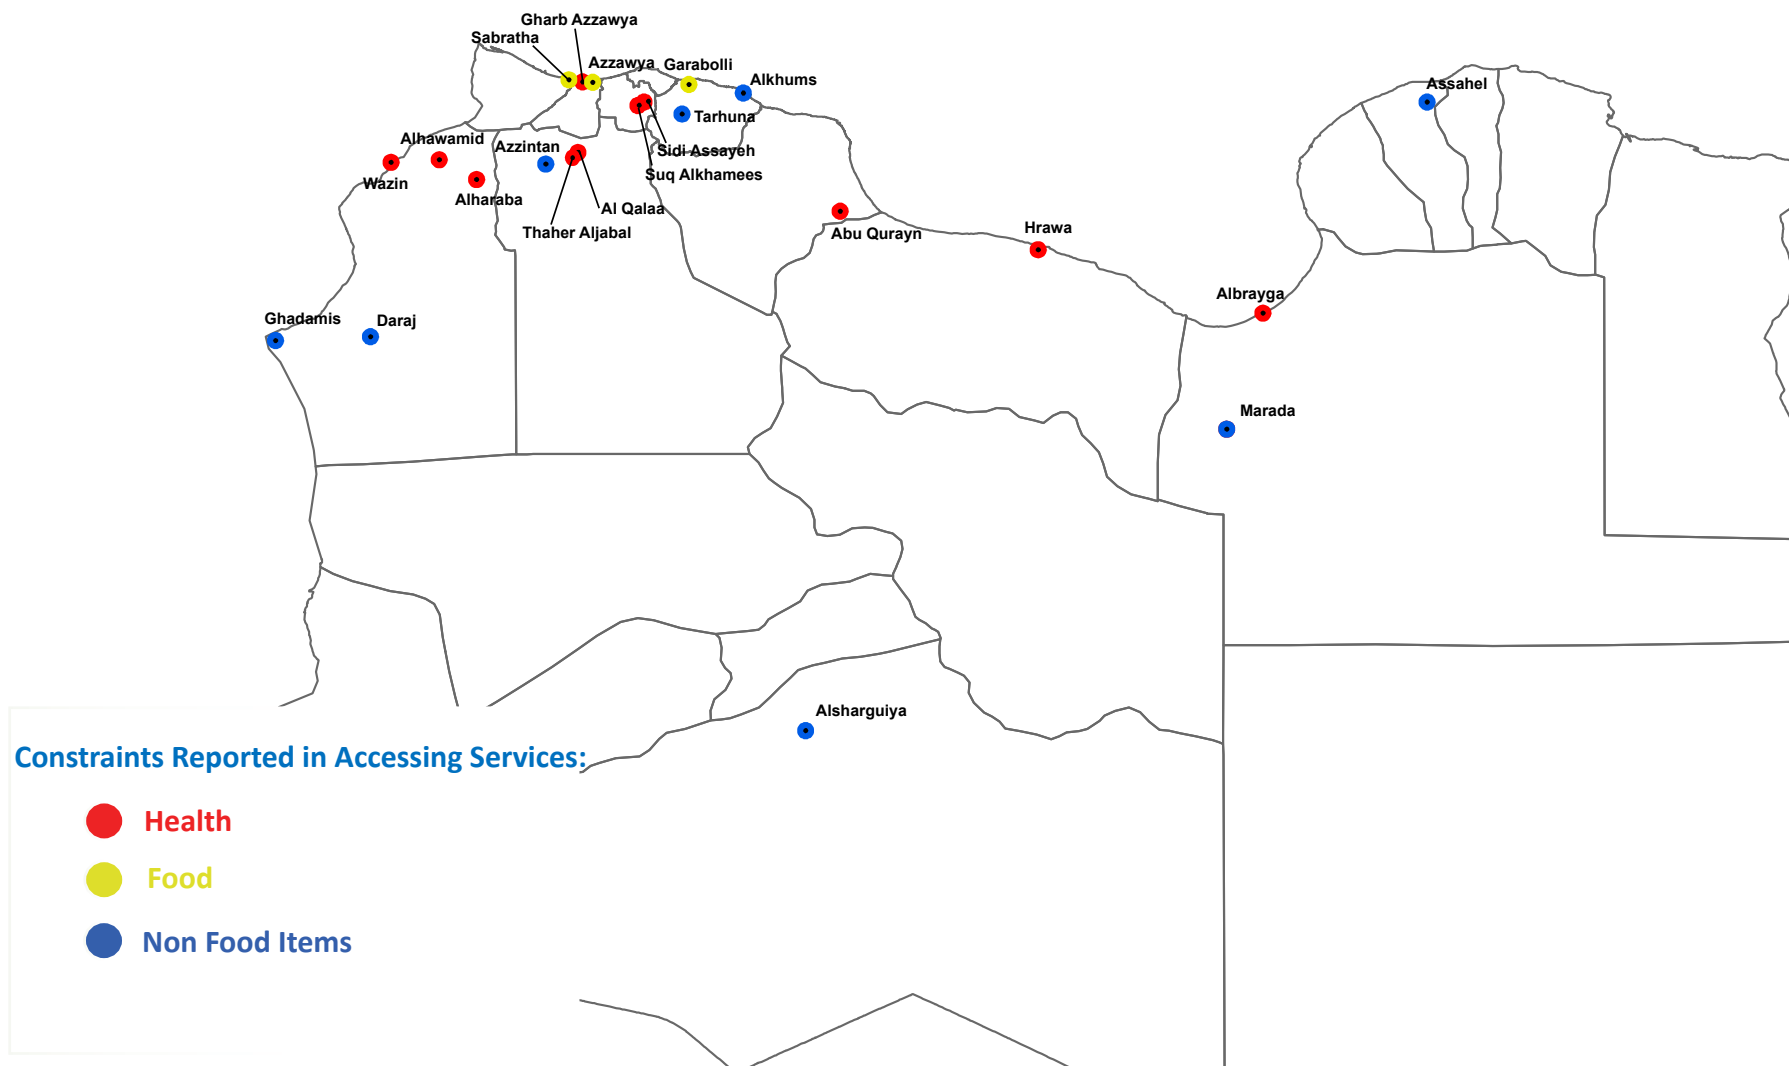 Gharb Azzawya
Sabratha
Azzawya
Garabolli
Alkhums
Assahel
Tarhuna
Alhawamid
Azzintan
Sidi Assayeh
Suq Alkhamees
Wazin
Alharaba
Al Qalaa
Thaher Aljabal
Abu Qurayn
Hrawa
Albrayga
Ghadamis
Daraj
Marada
Alsharguiya
Constraints Reported in Accessing Services:
Health
Food
Non Food Items